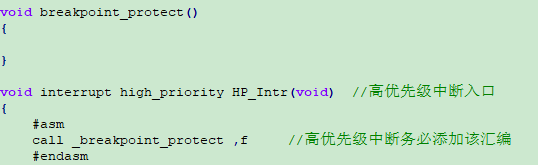 void breakpoint_protect()
{
}
void interrupt high_priority HP_Intr(void) //高优先级中断入口
{
#asm
call _breakpoint_protect ,f //高优先级中断务必添加该汇编
#endasm